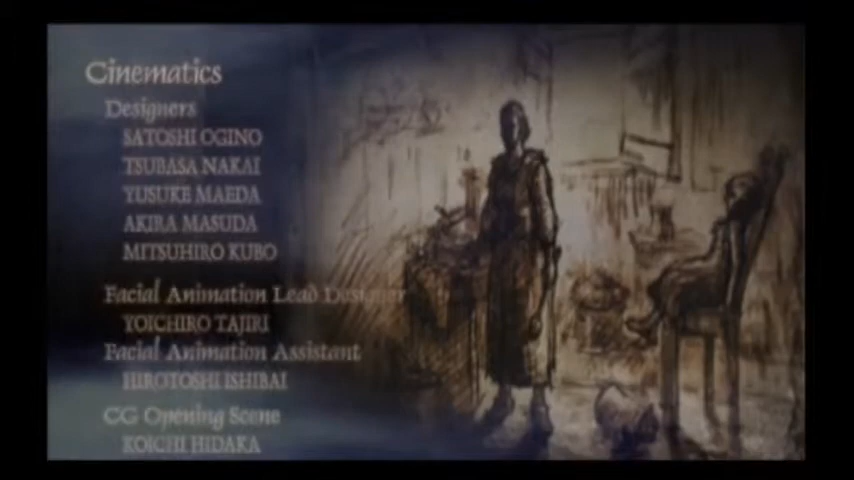 Cinematics
Designers
SATOSHI OGINO
TSUBASA NAKAI
YUSUKE MAEDA
AKIRA MASUDA
MITSUHIRO KUBO
Facial Animation Lead Designer
YOICHIRO TAJIRI
Facial Animation Assistant
HIROTOSHI ISHIBAI
CG Opening Scene
KOICHI HIDAKA